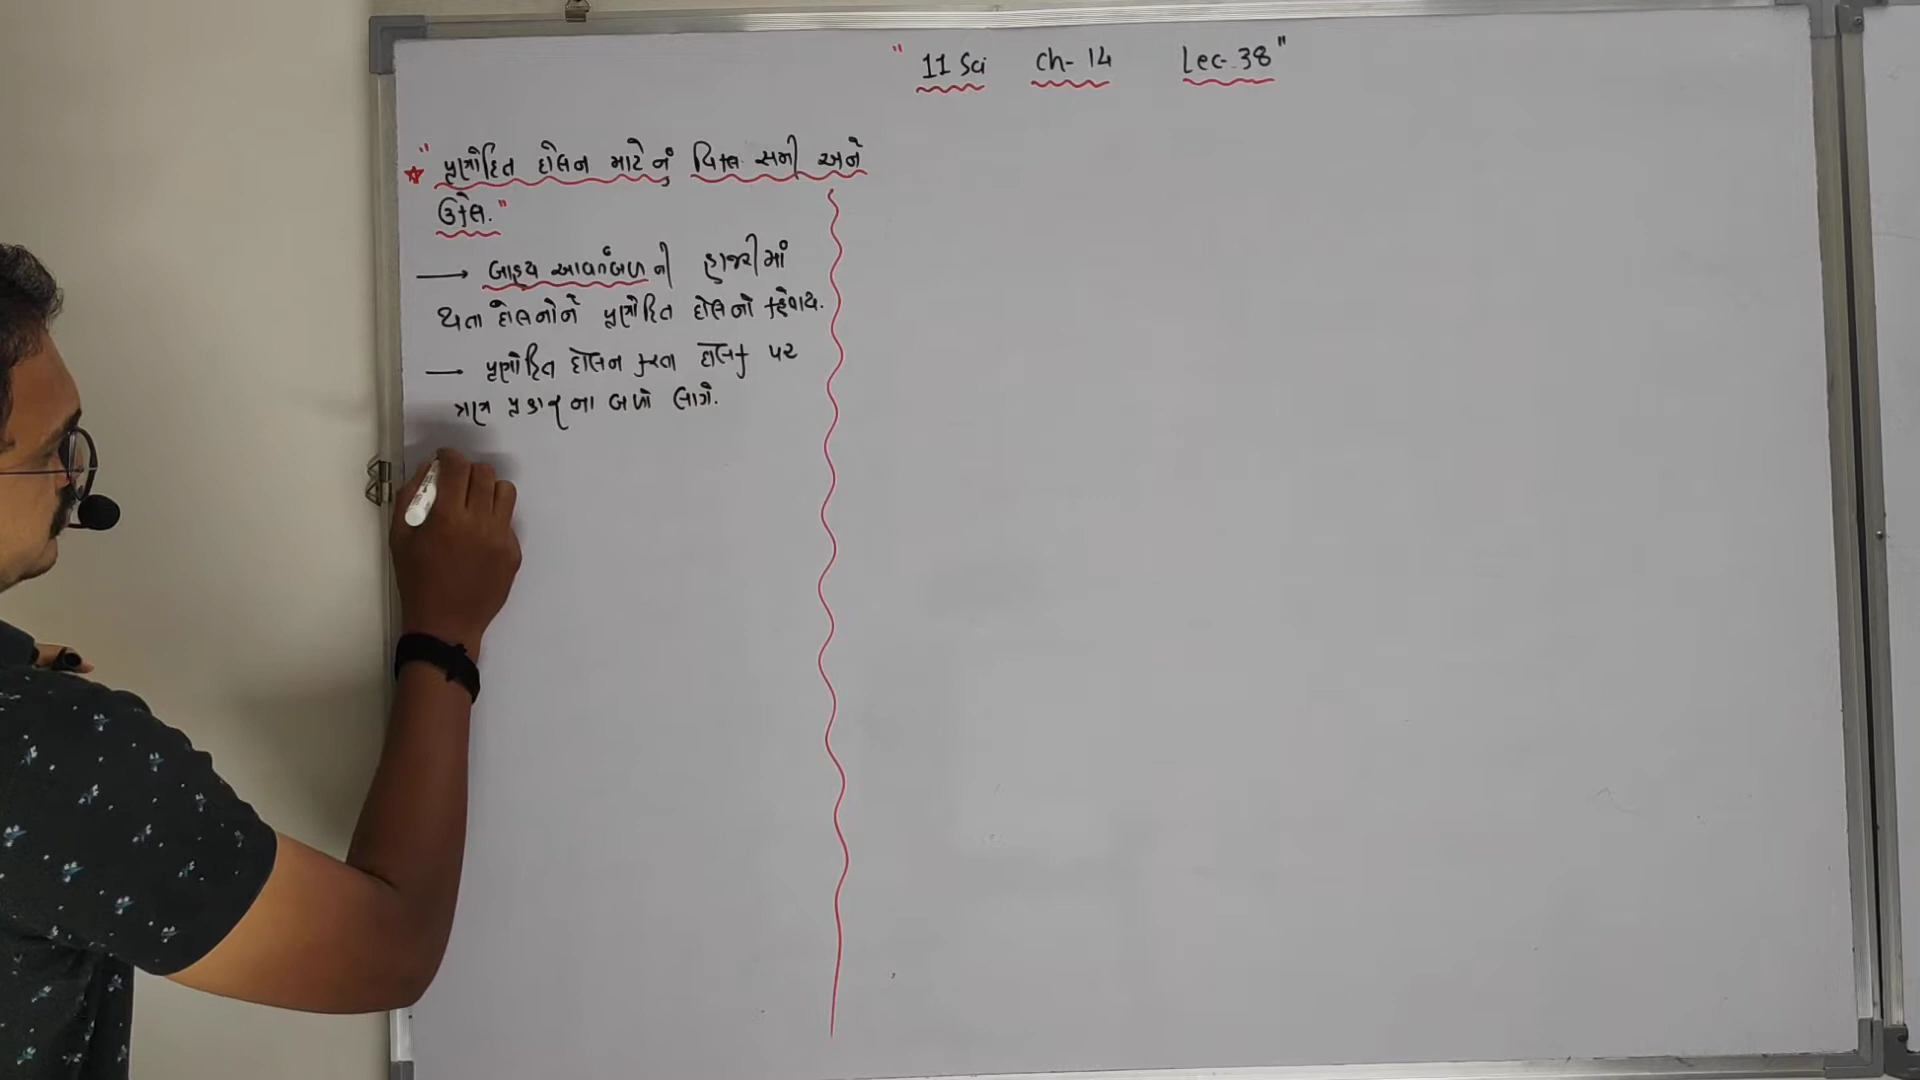 " 11 Sci Ch- 14 Lec- 38 "
" પ્રણોદિત દોલન માટેનું વિકલ સમી અને
ઉકેલ. "
→ બાહ્ય આવર્તબળની હાજરીમાં
થતા દોલનોને પ્રણોદિત દોલનો કહેવાય.
→ પ્રણોદિત દોલન કરતા દોલક પર
ત્રણ પ્રકારના બળો લાગે.